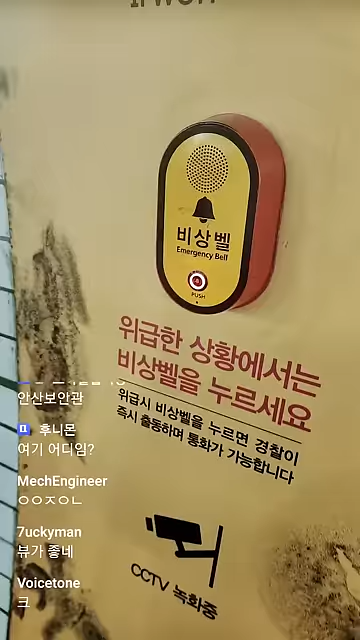 비상벨
Emergency Bell
PUSH
위급한 상황에서는
비상벨을 누르세요
위급시 비상벨을 누르면 경찰이
즉시 출동하며 통화가 가능합니다
CCTV 녹화중
안산보안관
후니몬
여기 어디임?
MechEngineer
ㅇㅇㅈㅇㄴ
7uckyman
뷰가 좋네
Voicetone
크